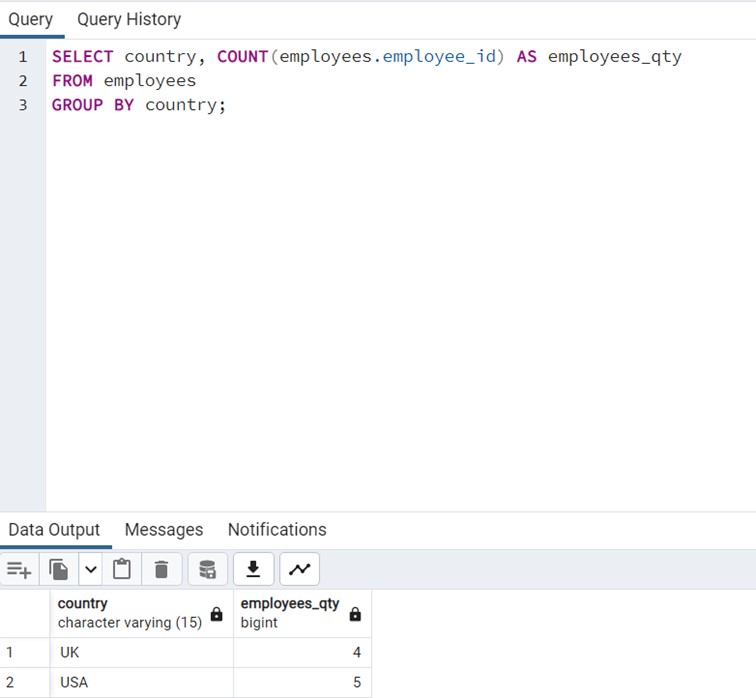 Query Query History
1 SELECT country, COUNT(employees.employee_id) AS employees_qty
2 FROM employees
3 GROUP BY country;
Data Output Messages Notifications
country employees_qty
character varying (15) bigint
1 UK 4
2 USA 5